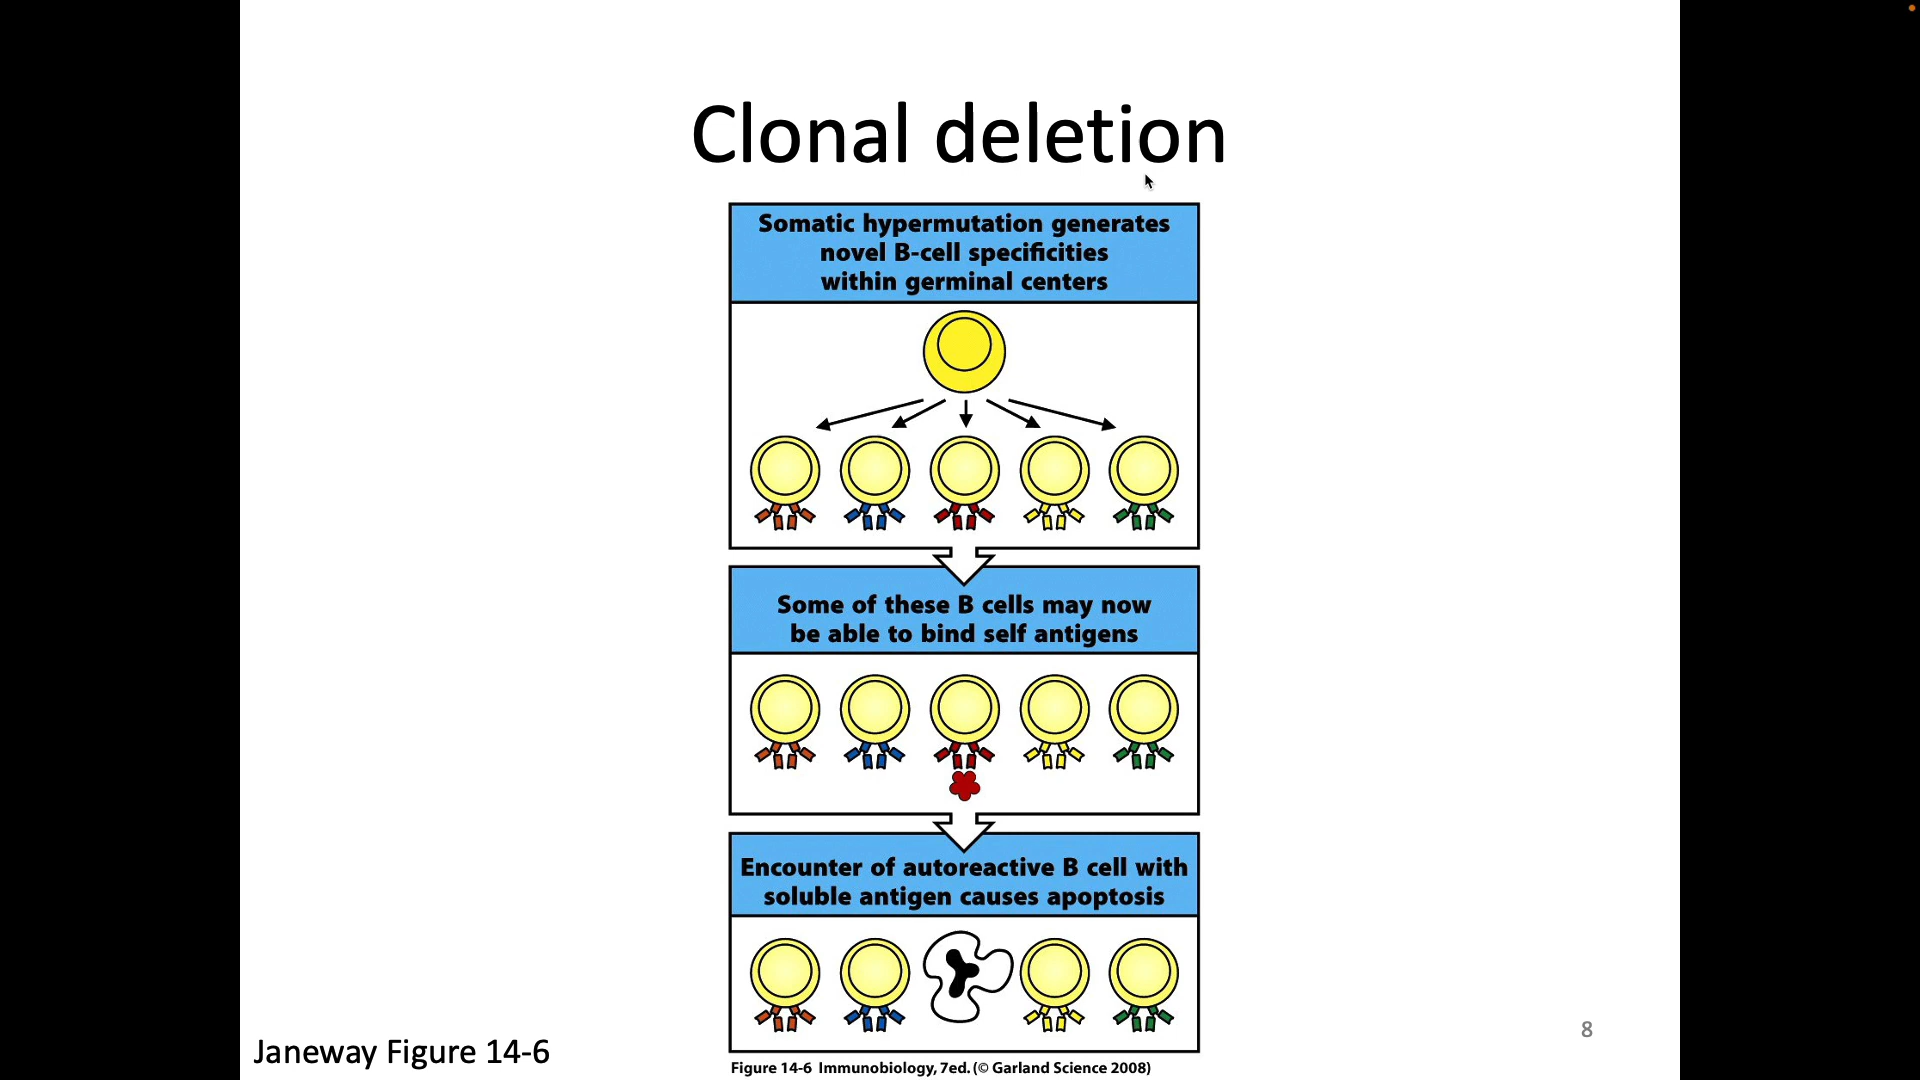 Clonal deletion
Somatic hypermutation generates
novel B-cell specificities
within germinal centers
Some of these B cells may now
be able to bind self antigens
Encounter of autoreactive B cell with
soluble antigen causes apoptosis
8
Janeway Figure 14-6
Figure 14-6 Immunobiology, 7ed. (© Garland Science 2008)